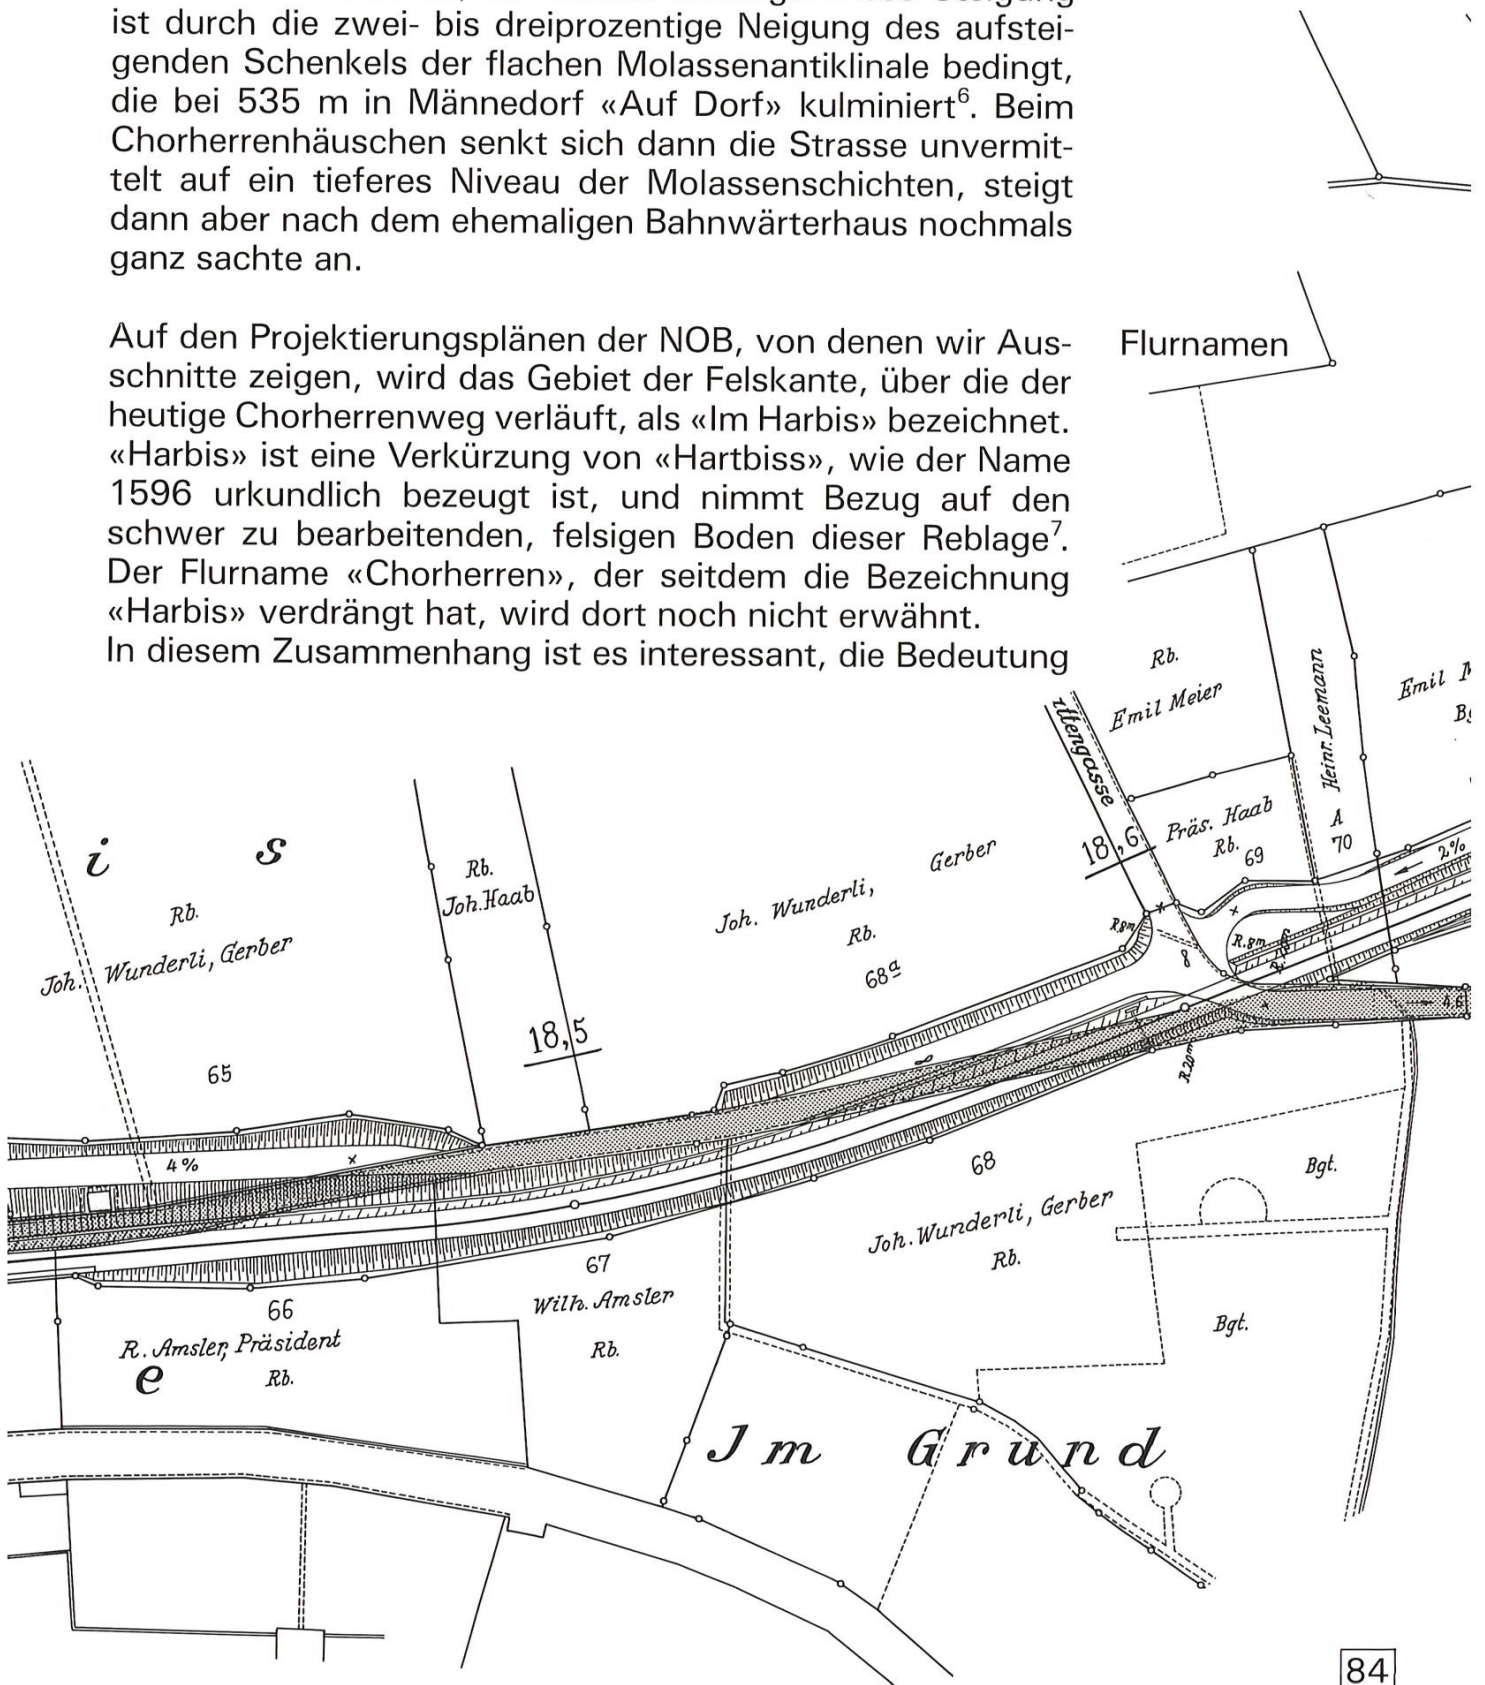 ist durch die zwei- bis dreiprozentige Neigung des aufstei-
genden Schenkels der flachen Molassenantiklinale bedingt,
die bei 535 m in Männedorf «Auf Dorf» kulminiert⁶. Beim
Chorherrenhäuschen senkt sich dann die Strasse unvermit-
telt auf ein tieferes Niveau der Molassenschichten, steigt
dann aber nach dem ehemaligen Bahnwärterhaus nochmals
ganz sachte an.
Auf den Projektierungsplänen der NOB, von denen wir Aus-
schnitte zeigen, wird das Gebiet der Felskante, über die der
heutige Chorherrenweg verläuft, als «Im Harbis» bezeichnet.
«Harbis» ist eine Verkürzung von «Hartbiss», wie der Name
1596 urkundlich bezeugt ist, und nimmt Bezug auf den
schwer zu bearbeitenden, felsigen Boden dieser Reblage⁷.
Der Flurname «Chorherren», der seitdem die Bezeichnung
«Harbis» verdrängt hat, wird dort noch nicht erwähnt.
In diesem Zusammenhang ist es interessant, die Bedeutung
Flurnamen
Rb.
Emil Meier
Heinr. Leemann
A
70
Emil
ttengasse
Präs. Haab
Rb.
69
18,6
2%
i s
Rb.
Joh. Wunderli, Gerber
65
Rb.
Joh. Haab
18,5
Joh. Wunderli, Gerber
Rb.
68a
R.8m
R.8m
8
4,6
R.20m
4%
66
R. Amsler, Präsident
Rb.
e
67
Wilh. Amsler
Rb.
68
Joh. Wunderli, Gerber
Rb.
Bgt.
Bgt.
Jm Grund
84